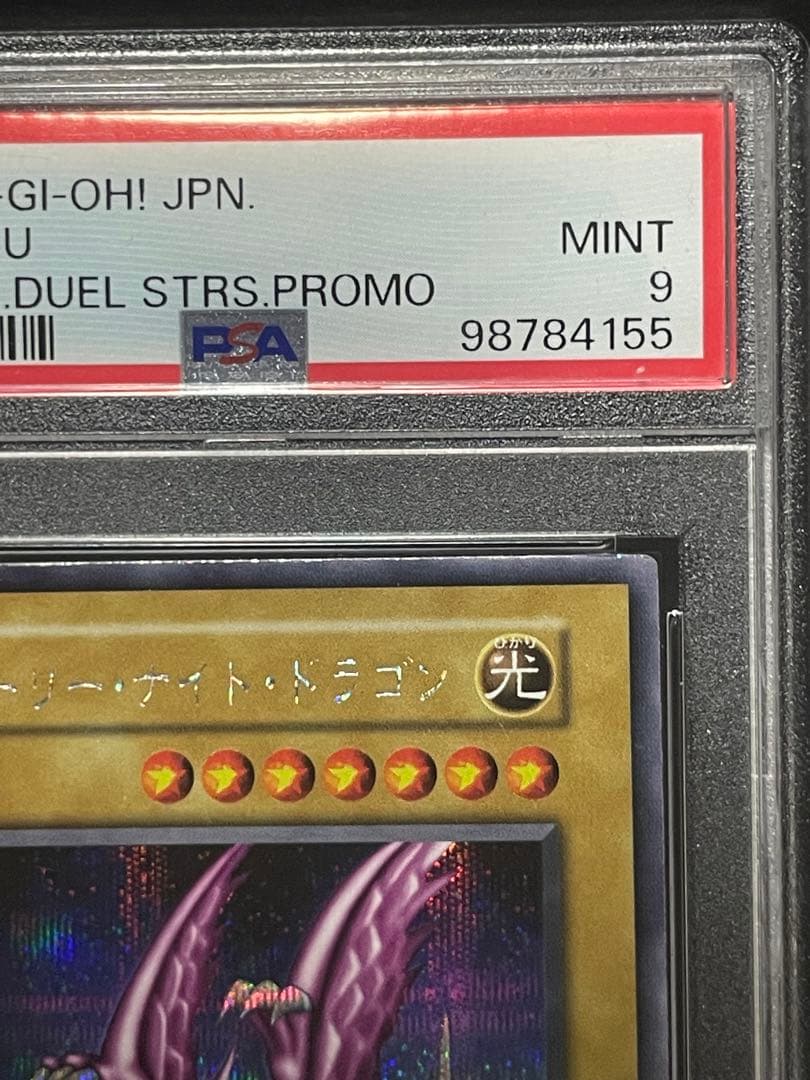 -GI-OH! JPN.
U
MINT
.DUEL STRS.PROMO
9
PSA
98784155
ーリー・ナイト・ドラゴン
ひかり
光